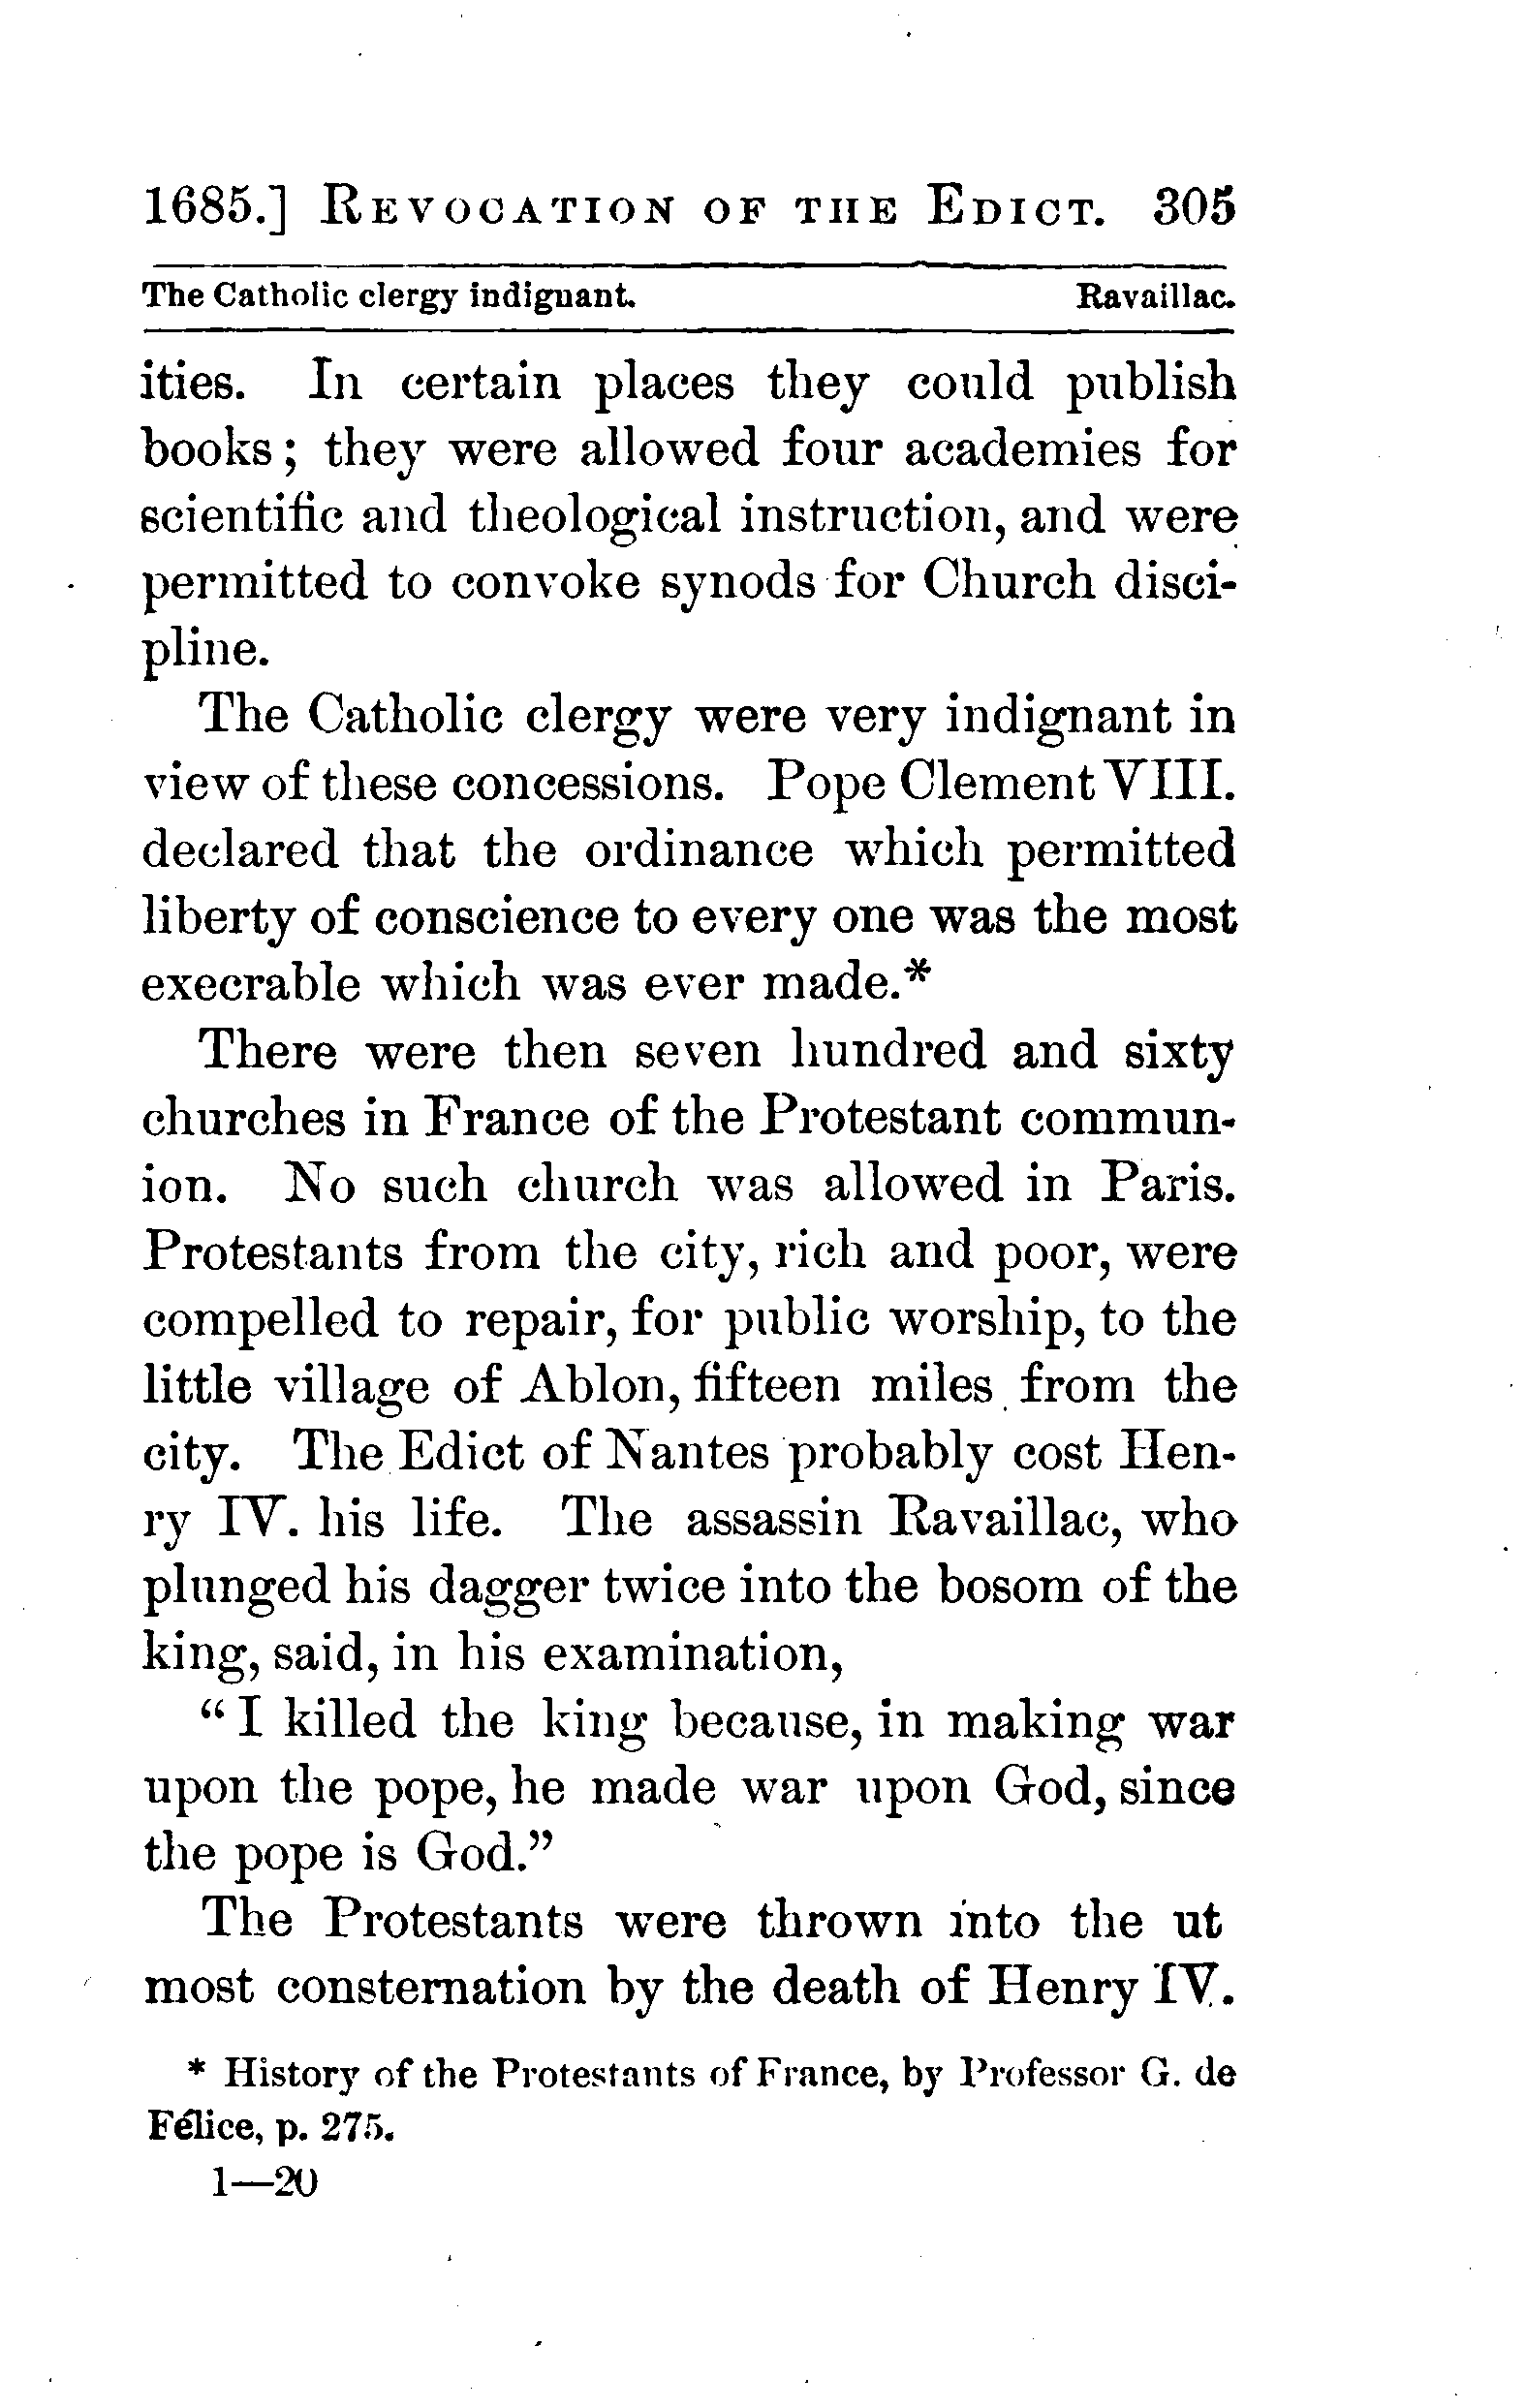 1685.] REVOCATION OF THE EDICT. 305
The Catholic clergy indignant. Ravaillac.
ities. In certain places they could publish
books; they were allowed four academies for
scientific and theological instruction, and were
permitted to convoke synods for Church disci-
pline.
The Catholic clergy were very indignant in
view of these concessions. Pope Clement VIII.
declared that the ordinance which permitted
liberty of conscience to every one was the most
execrable which was ever made.*
There were then seven hundred and sixty
churches in France of the Protestant commun-
ion. No such church was allowed in Paris.
Protestants from the city, rich and poor, were
compelled to repair, for public worship, to the
little village of Ablon, fifteen miles from the
city. The Edict of Nantes probably cost Hen-
ry IV. his life. The assassin Ravaillac, who
plunged his dagger twice into the bosom of the
king, said, in his examination,
“I killed the king because, in making war
upon the pope, he made war upon God, since
the pope is God.”
The Protestants were thrown into the ut
most consternation by the death of Henry IV.
* History of the Protestants of France, by Professor G. de
Félice, p. 275.
1—20